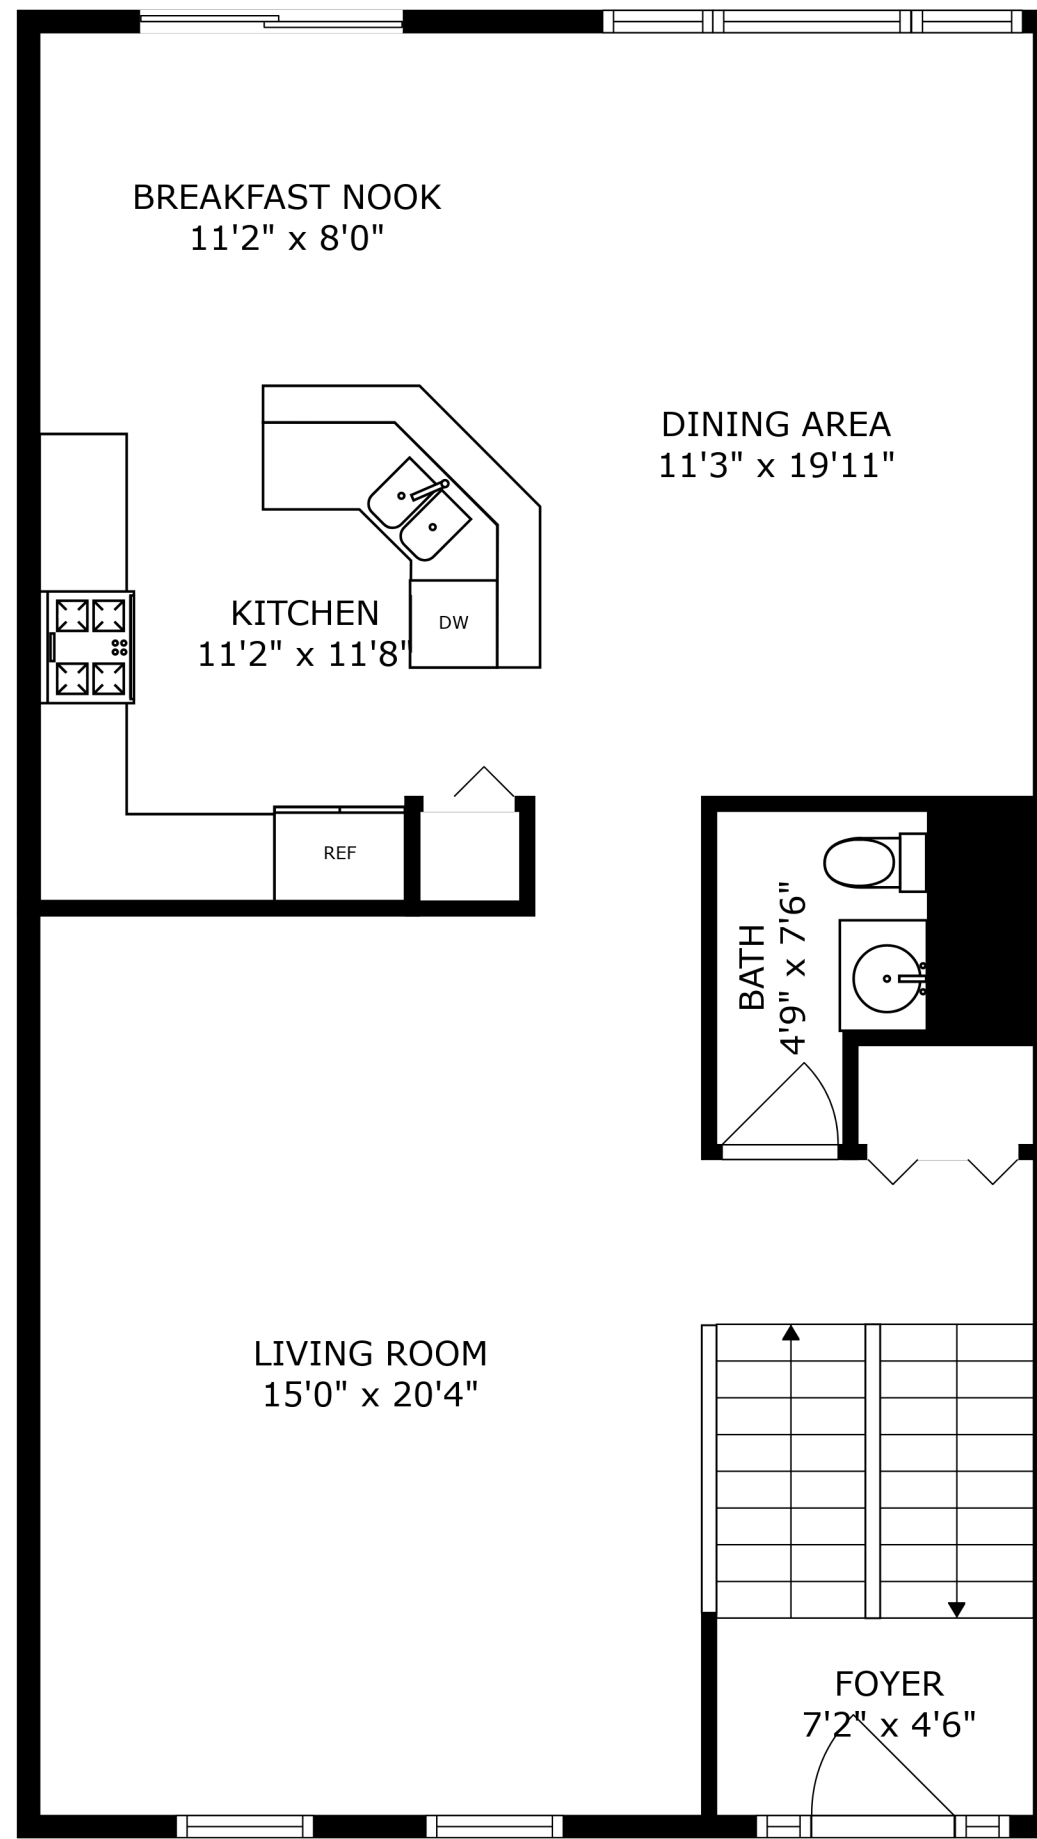 BREAKFAST NOOK
11'2" x 8'0"
DINING AREA
11'3" x 19'11"
KITCHEN
11'2" x 11'8"
DW
REF
BATH
4'9" x 7'6"
LIVING ROOM
15'0" x 20'4"
FOYER
7'2" x 4'6"